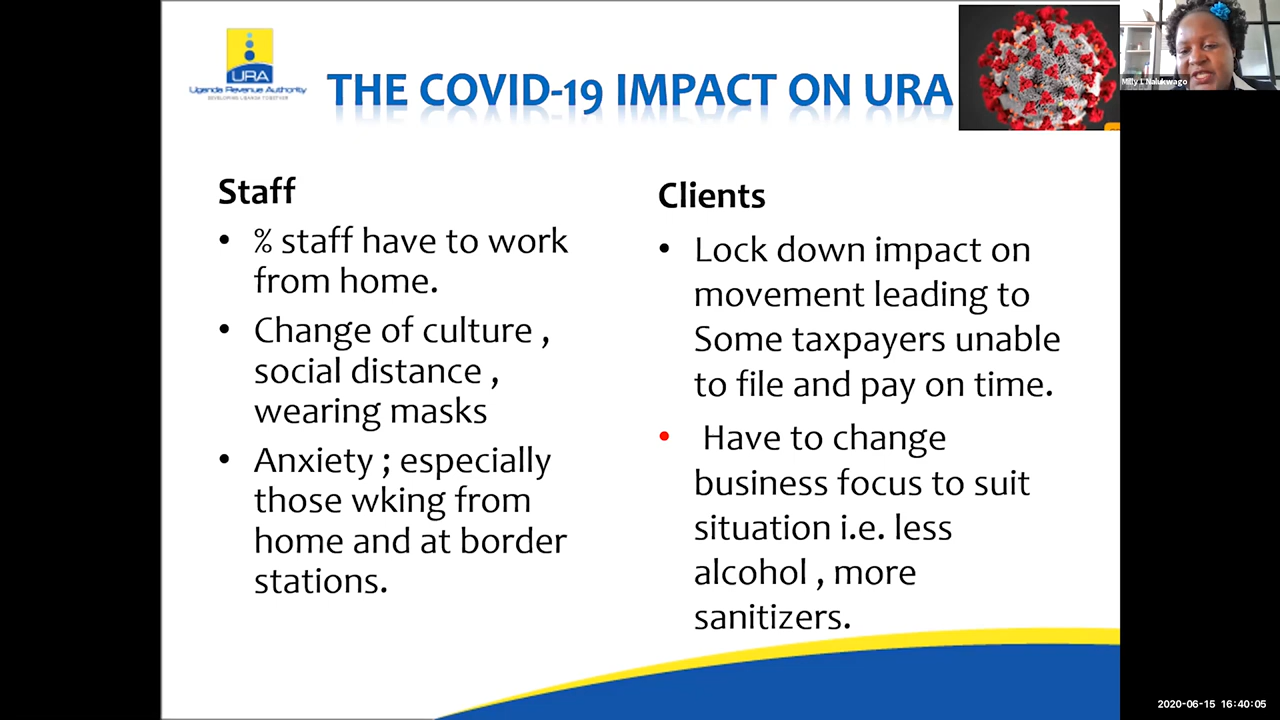 URA
Uganda Revenue Authority
DEVELOPING UGANDA TOGETHER
THE COVID-19 IMPACT ON URA
Milly I. Nalukwago
Staff
• % staff have to work
from home.
• Change of culture ,
social distance ,
wearing masks
• Anxiety ; especially
those wking from
home and at border
stations.
Clients
• Lock down impact on
movement leading to
Some taxpayers unable
to file and pay on time.
• Have to change
business focus to suit
situation i.e. less
alcohol , more
sanitizers.
2020-06-15 16:40:05